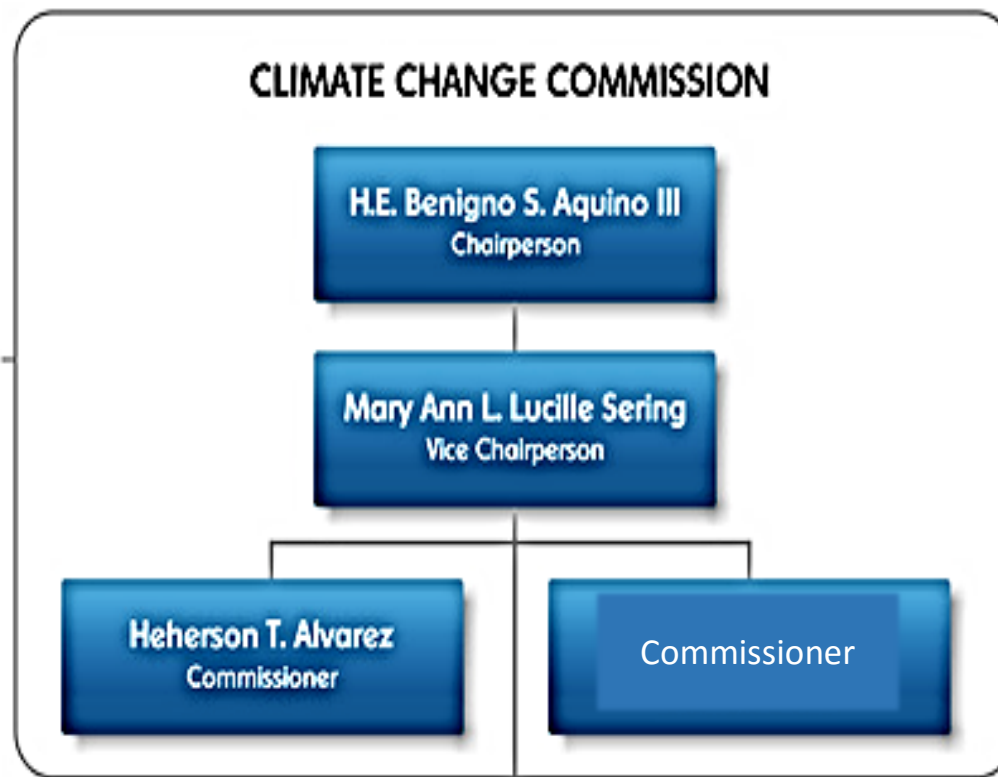 CLIMATE CHANGE COMMISSION
H.E. Benigno S. Aquino III
Chairperson
Mary Ann L. Lucille Sering
Vice Chairperson
Heherson T. Alvarez
Commissioner
Commissioner